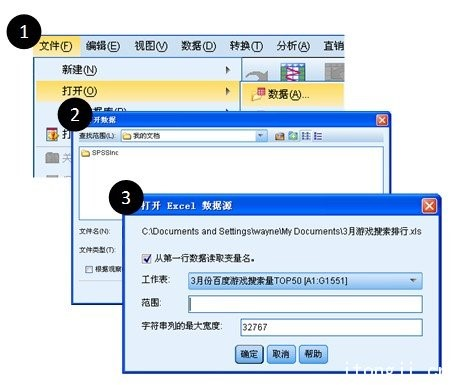 1
文件(F) 编辑(E) 视图(V) 数据(D) 转换(T) 分析(A) 直销
新建(N)
打开(O)
数据(A)...
2
开数据
查找范围(L): 我的文档
SPSSInc
3
打开 Excel 数据源
C:\Documents and Settings\wayne\My Documents\3月游戏搜索排行.xls
文件名(N):
从第一行数据读取变量名。
文件类型(T):
工作表: 3月份百度游戏搜索量TOP50 [A1:G1551]
根据观察
范围:
字符串列的最大宽度: 32767
确定 取消 帮助